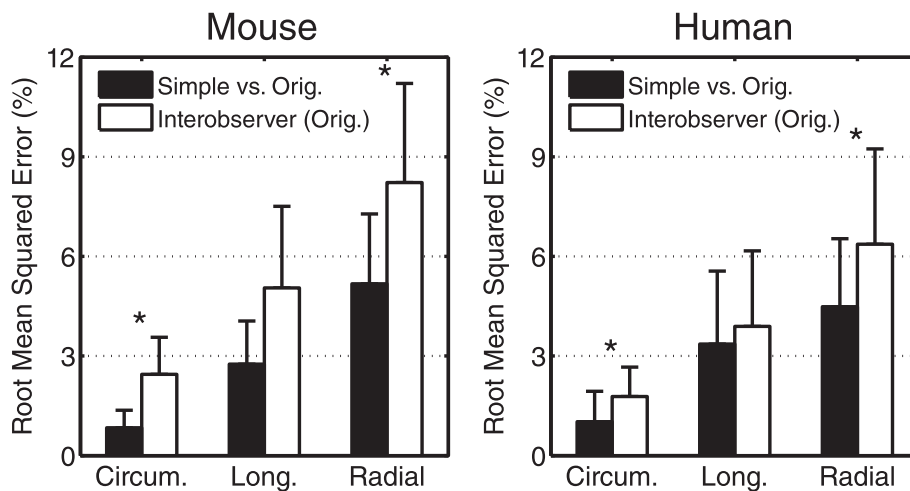 Mouse
Root Mean Squared Error (%)
12
9
6
3
0
Simple vs. Orig.
Interobserver (Orig.)
*
*
Circum.
Long.
Radial
Human
Root Mean Squared Error (%)
12
9
6
3
0
Simple vs. Orig.
Interobserver (Orig.)
*
*
Circum.
Long.
Radial